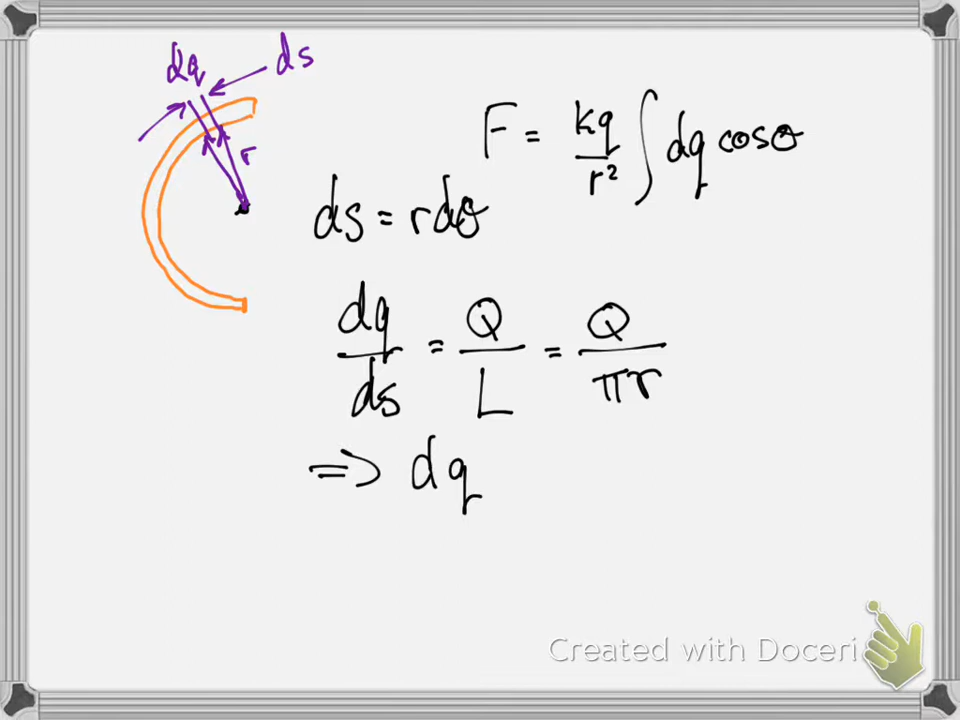 dq
ds
r
F = kq/r² ∫ dq cosθ
ds = r dθ
dq/ds = Q/L = Q/πr
=> dq
Created with Doceri